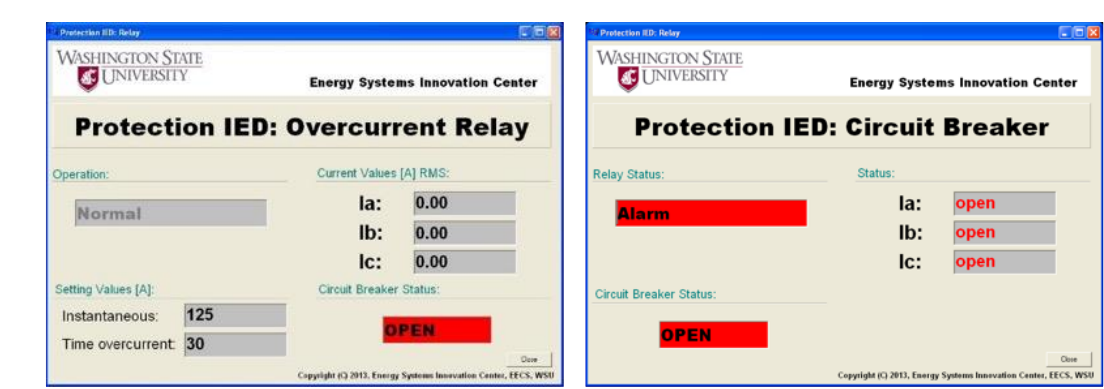 Protection IED: Relay
WASHINGTON STATE
UNIVERSITY
Energy Systems Innovation Center
Protection IED: Overcurrent Relay
Operation:
Normal
Current Values [A] RMS:
Ia: 0.00
Ib: 0.00
Ic: 0.00
Setting Values [A]:
Instantaneous: 125
Time overcurrent: 30
Circuit Breaker Status:
OPEN
Close
Copyright (C) 2013, Energy Systems Innovation Center, EECS, WSU
Protection IED: Relay
WASHINGTON STATE
UNIVERSITY
Energy Systems Innovation Center
Protection IED: Circuit Breaker
Relay Status:
Alarm
Status:
Ia: open
Ib: open
Ic: open
Circuit Breaker Status:
OPEN
Close
Copyright (C) 2013, Energy Systems Innovation Center, EECS, WSU